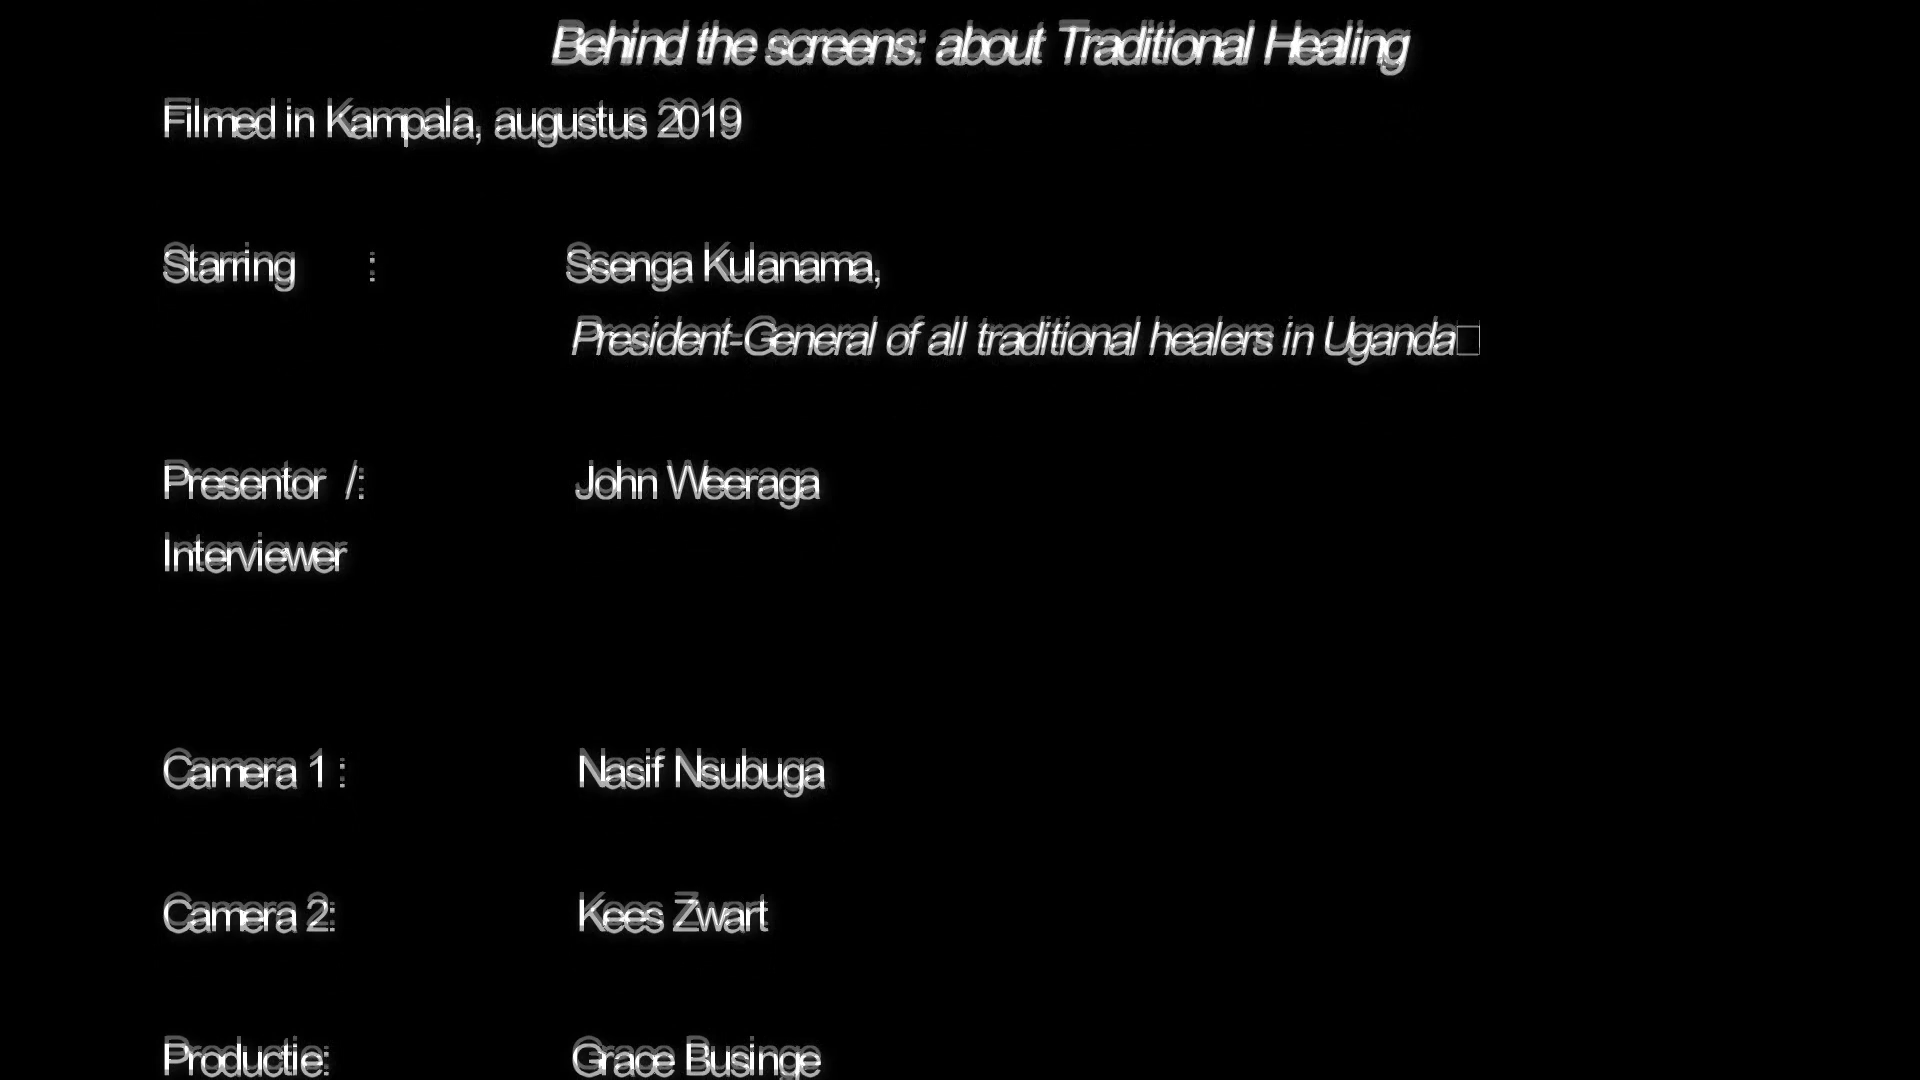 Behind the screens: about Traditional Healing
Filmed in Kampala, augustus 2019
Starring : Ssenga Kulanama,
President-General of all traditional healers in Uganda
Presentor /: John Weeraga
Interviewer
Camera 1 : Nasif Nsubuga
Camera 2: Kees Zwart
Productie: Grace Businge